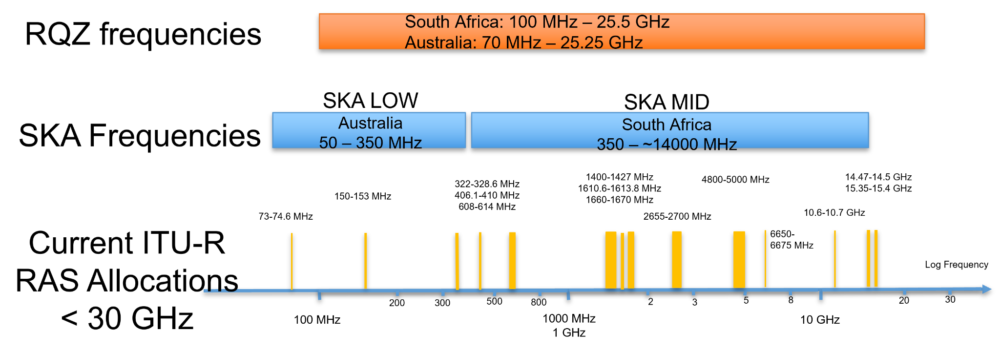 RQZ frequencies
South Africa: 100 MHz – 25.5 GHz
Australia: 70 MHz – 25.25 GHz
SKA LOW
SKA MID
SKA Frequencies
Australia
50 – 350 MHz
South Africa
350 – ~14000 MHz
73-74.6 MHz
150-153 MHz
322-328.6 MHz
406.1-410 MHz
608-614 MHz
1400-1427 MHz
1610.6-1613.8 MHz
1660-1670 MHz
2655-2700 MHz
4800-5000 MHz
6650-
6675 MHz
10.6-10.7 GHz
14.47-14.5 GHz
15.35-15.4 GHz
Current ITU-R
RAS Allocations
< 30 GHz
Log Frequency
100 MHz
200
300
500
800
1000 MHz
1 GHz
2
3
5
8
10 GHz
20
30